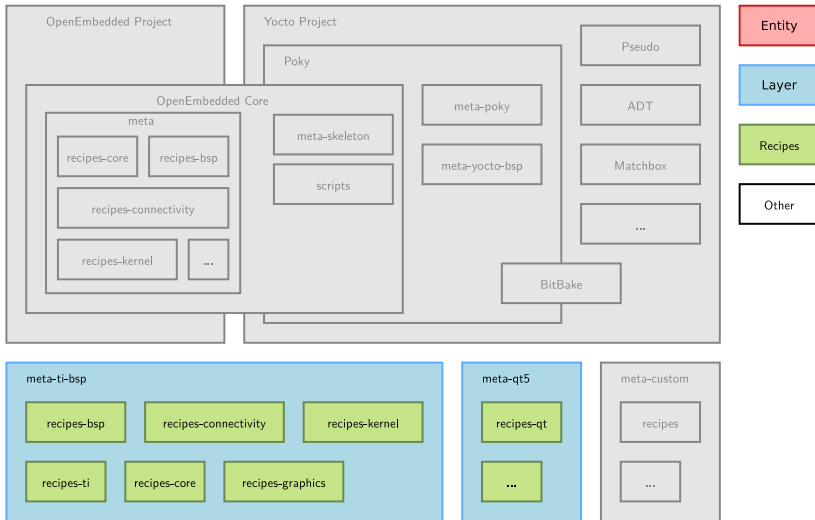 OpenEmbedded Project
Yocto Project
Poky
Pseudo
Entity
OpenEmbedded Core
meta
recipes-core
recipes-bsp
recipes-connectivity
recipes-kernel
...
meta-skeleton
scripts
meta-poky
meta-yocto-bsp
ADT
Matchbox
...
BitBake
Layer
Recipes
Other
meta-ti-bsp
recipes-bsp
recipes-connectivity
recipes-kernel
recipes-ti
recipes-core
recipes-graphics
meta-qt5
recipes-qt
...
meta-custom
recipes
...